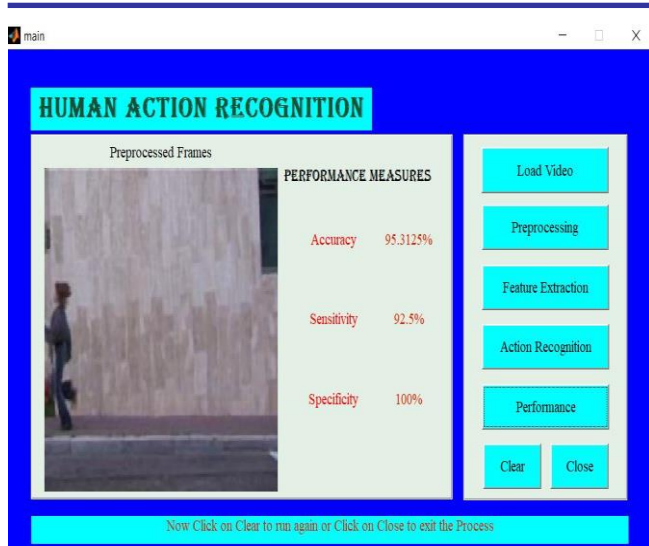 main
HUMAN ACTION RECOGNITION
Preprocessed Frames
PERFORMANCE MEASURES
Accuracy 95.3125%
Sensitivity 92.5%
Specificity 100%
Load Video
Preprocessing
Feature Extraction
Action Recognition
Performance
Clear Close
Now Click on Clear to run again or Click on Close to exit the Process